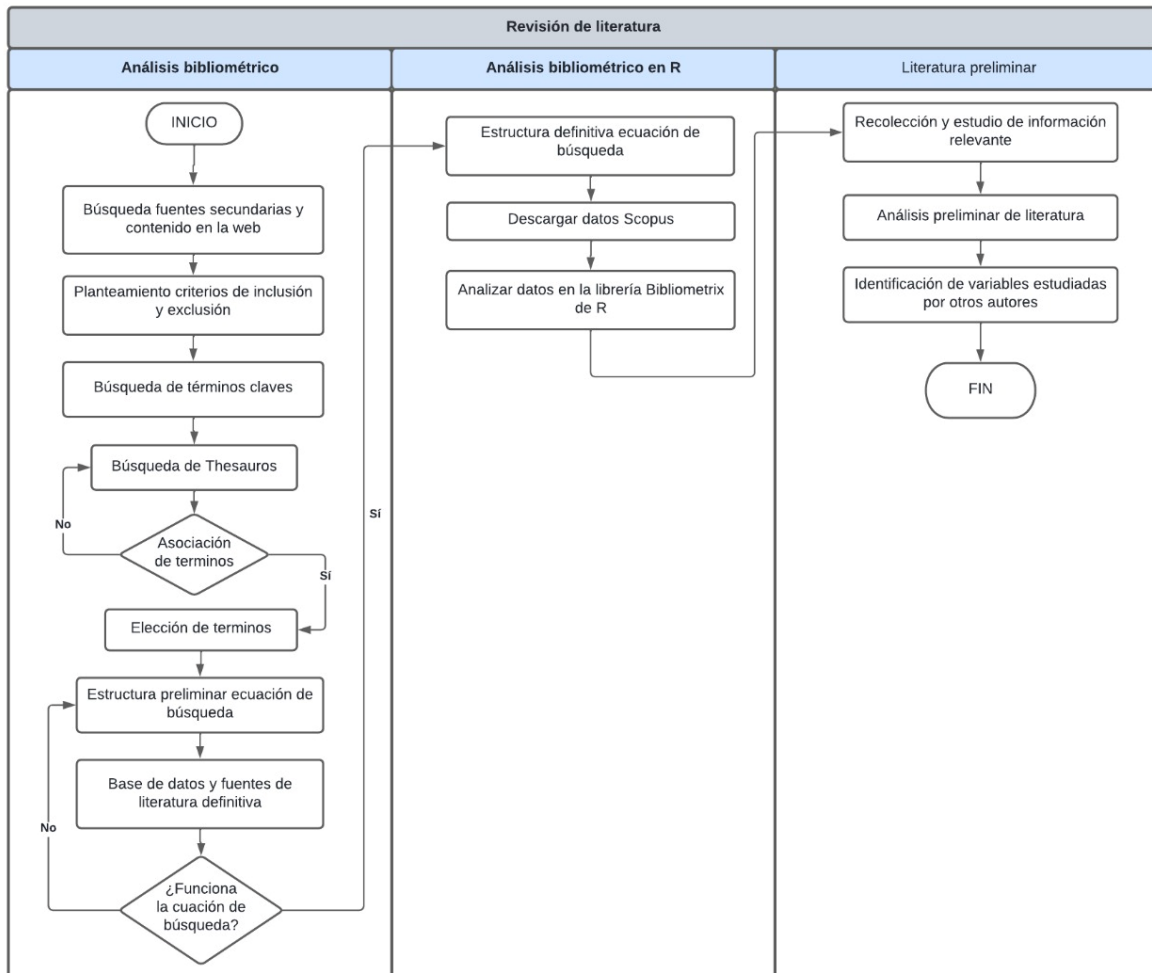 Revisión de literatura
Análisis bibliométrico
Análisis bibliométrico en R
Literatura preliminar
INICIO
Búsqueda fuentes secundarias y
contenido en la web
Planteamiento criterios de inclusión
y exclusión
Búsqueda de términos claves
Búsqueda de Thesauros
No
Asociación
de terminos
Sí
Elección de terminos
Estructura preliminar ecuación de
búsqueda
Base de datos y fuentes de
literatura definitiva
No
¿Funciona
la cuación de
búsqueda?
Sí
Estructura definitiva ecuación de
búsqueda
Descargar datos Scopus
Analizar datos en la librería Bibliometrix
de R
Recolección y estudio de información
relevante
Análisis preliminar de literatura
Identificación de variables estudiadas
por otros autores
FIN